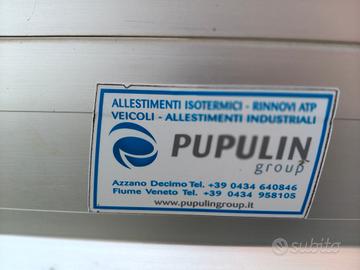 ALLESTIMENTI ISOTERMICI - RINNOVI ATP
VEICOLI - ALLESTIMENTI INDUSTRIALI
PUPULIN
group
Azzano Decimo Tel. +39 0434 640846
Fiume Veneto Tel. +39 0434 958105
www.pupulingroup.it
subito